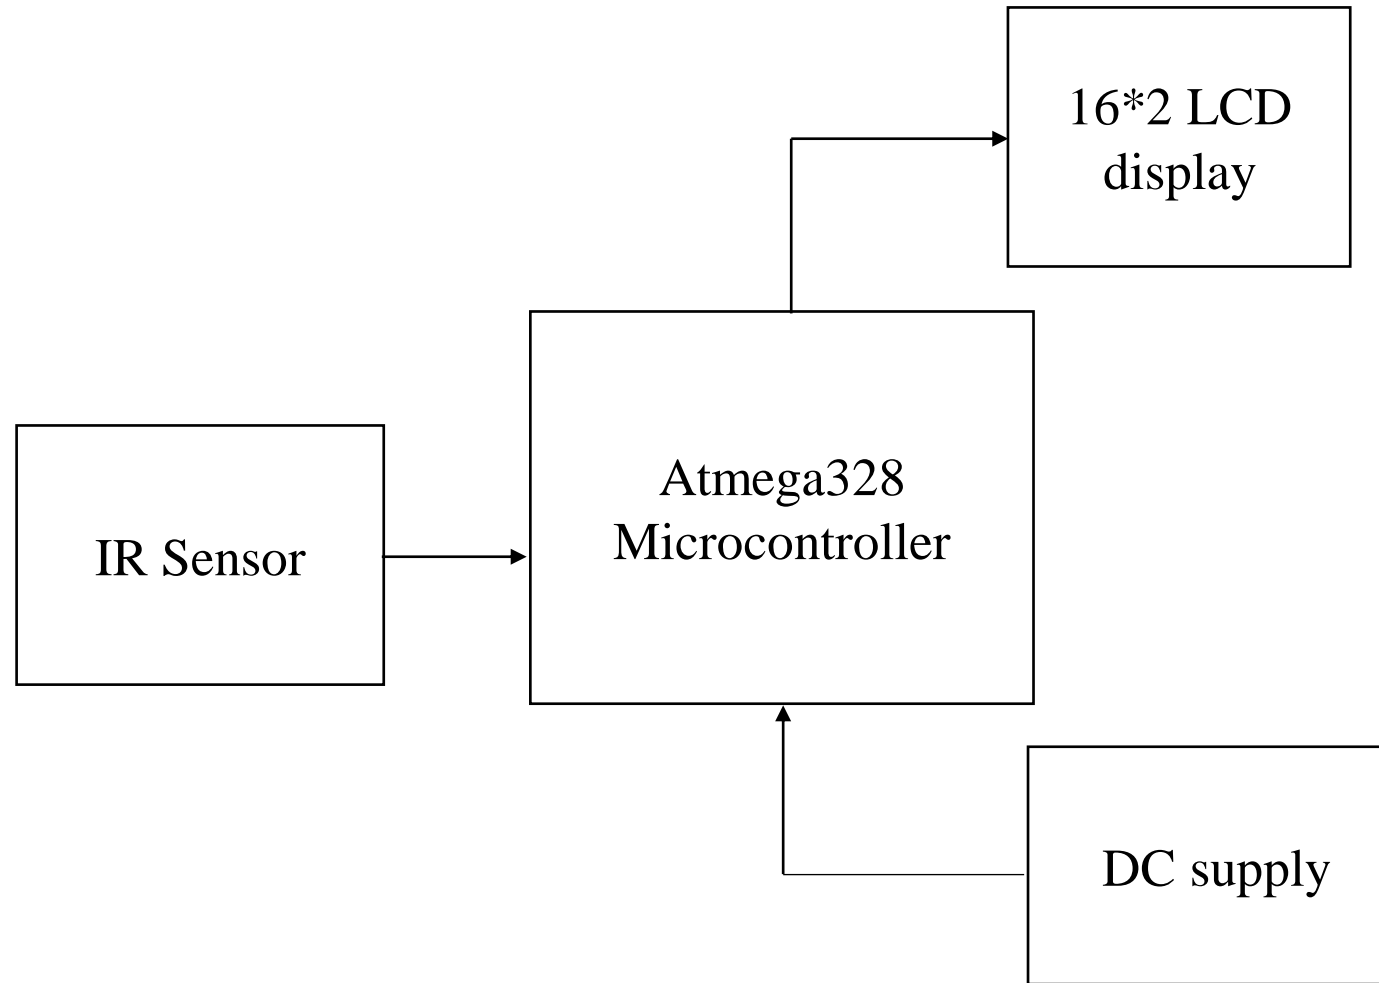 16*2 LCD
display
Atmega328
Microcontroller
IR Sensor
DC supply